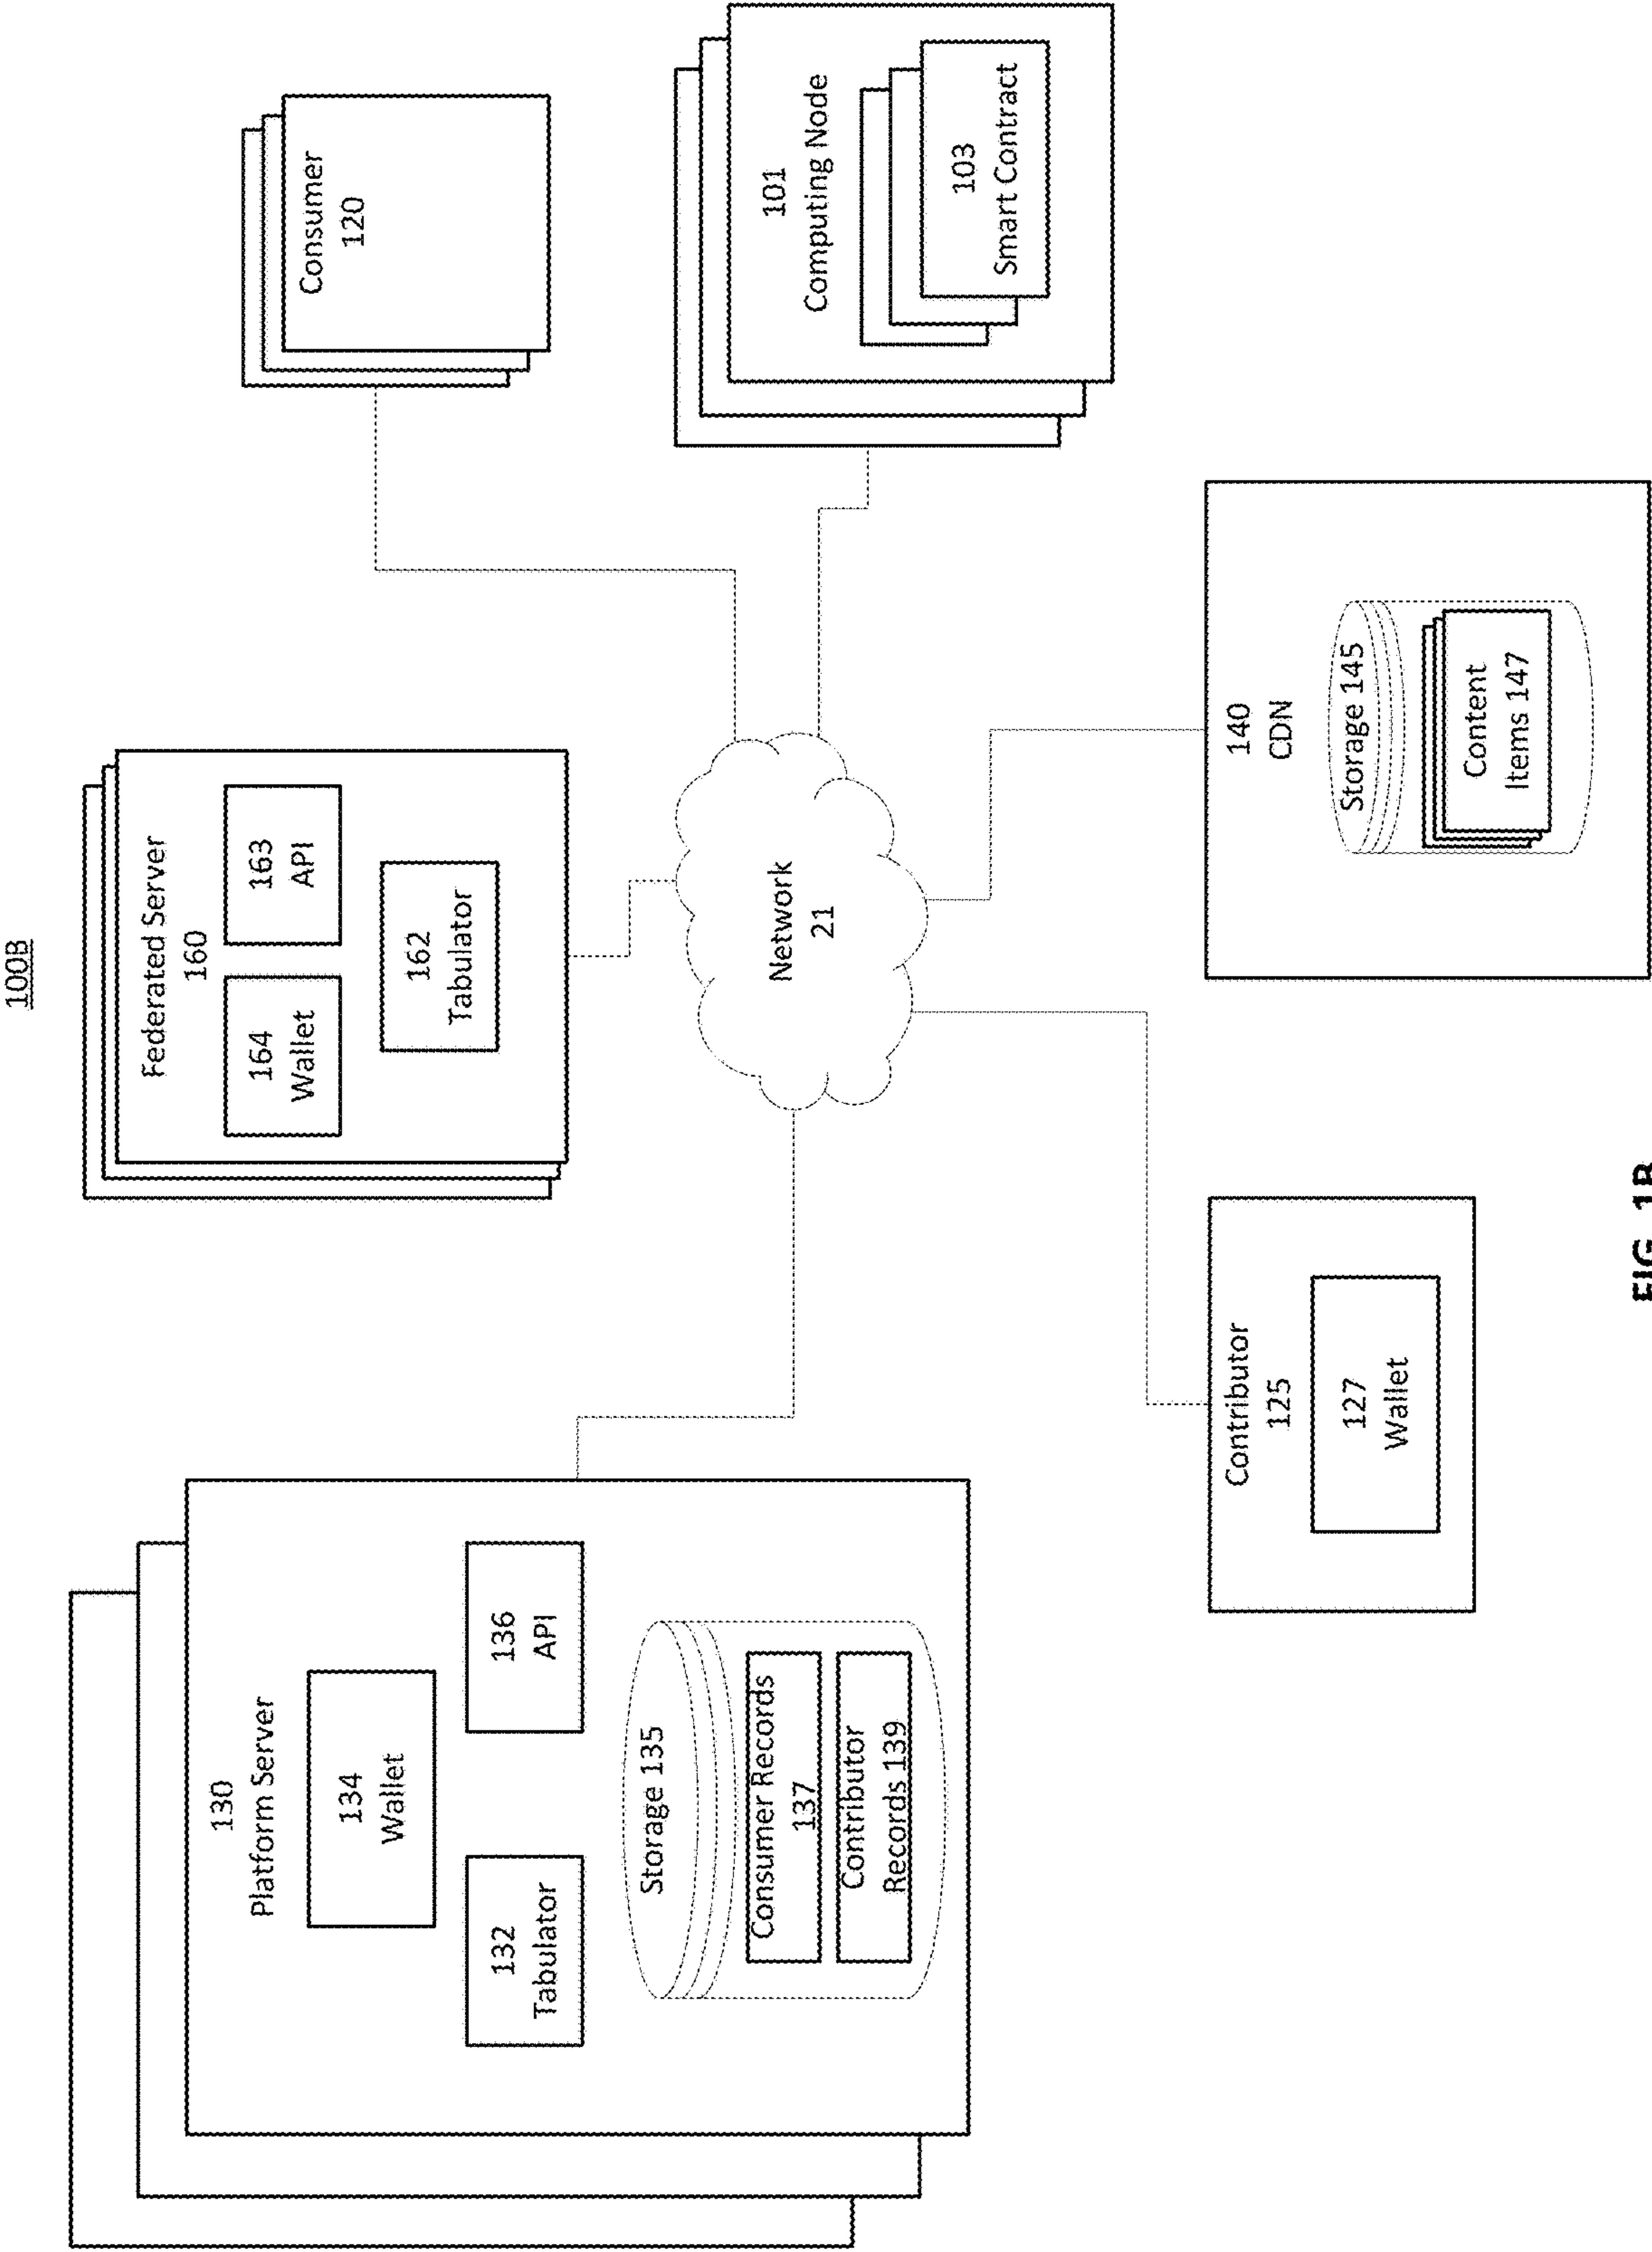 100B
130
Platform Server
134
Wallet
132
Tabulator
136
API
Storage 135
Consumer Records
137
Contributor
Records 139
Federated Server
160
164
Wallet
163
API
162
Tabulator
Consumer
120
Network
21
101
Computing Node
103
Smart Contract
Contributor
125
127
Wallet
140
CDN
Storage 145
Content
Items 147
FIG. 1B